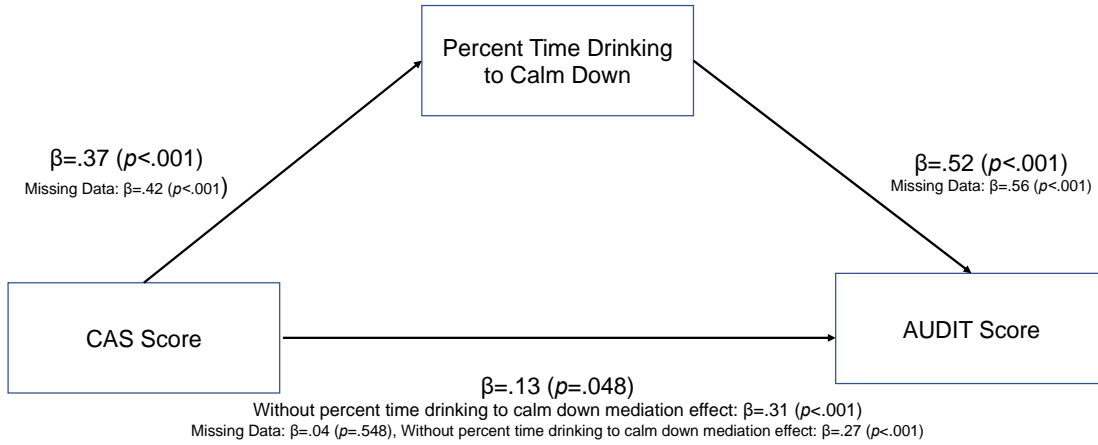 Percent Time Drinking
to Calm Down
β=.37 (p<.001)
Missing Data: β=.42 (p<.001)
β=.52 (p<.001)
Missing Data: β=.56 (p<.001)
CAS Score
AUDIT Score
β=.13 (p=.048)
Without percent time drinking to calm down mediation effect: β=.31 (p<.001)
Missing Data: β=.04 (p=.548), Without percent time drinking to calm down mediation effect: β=.27 (p<.001)